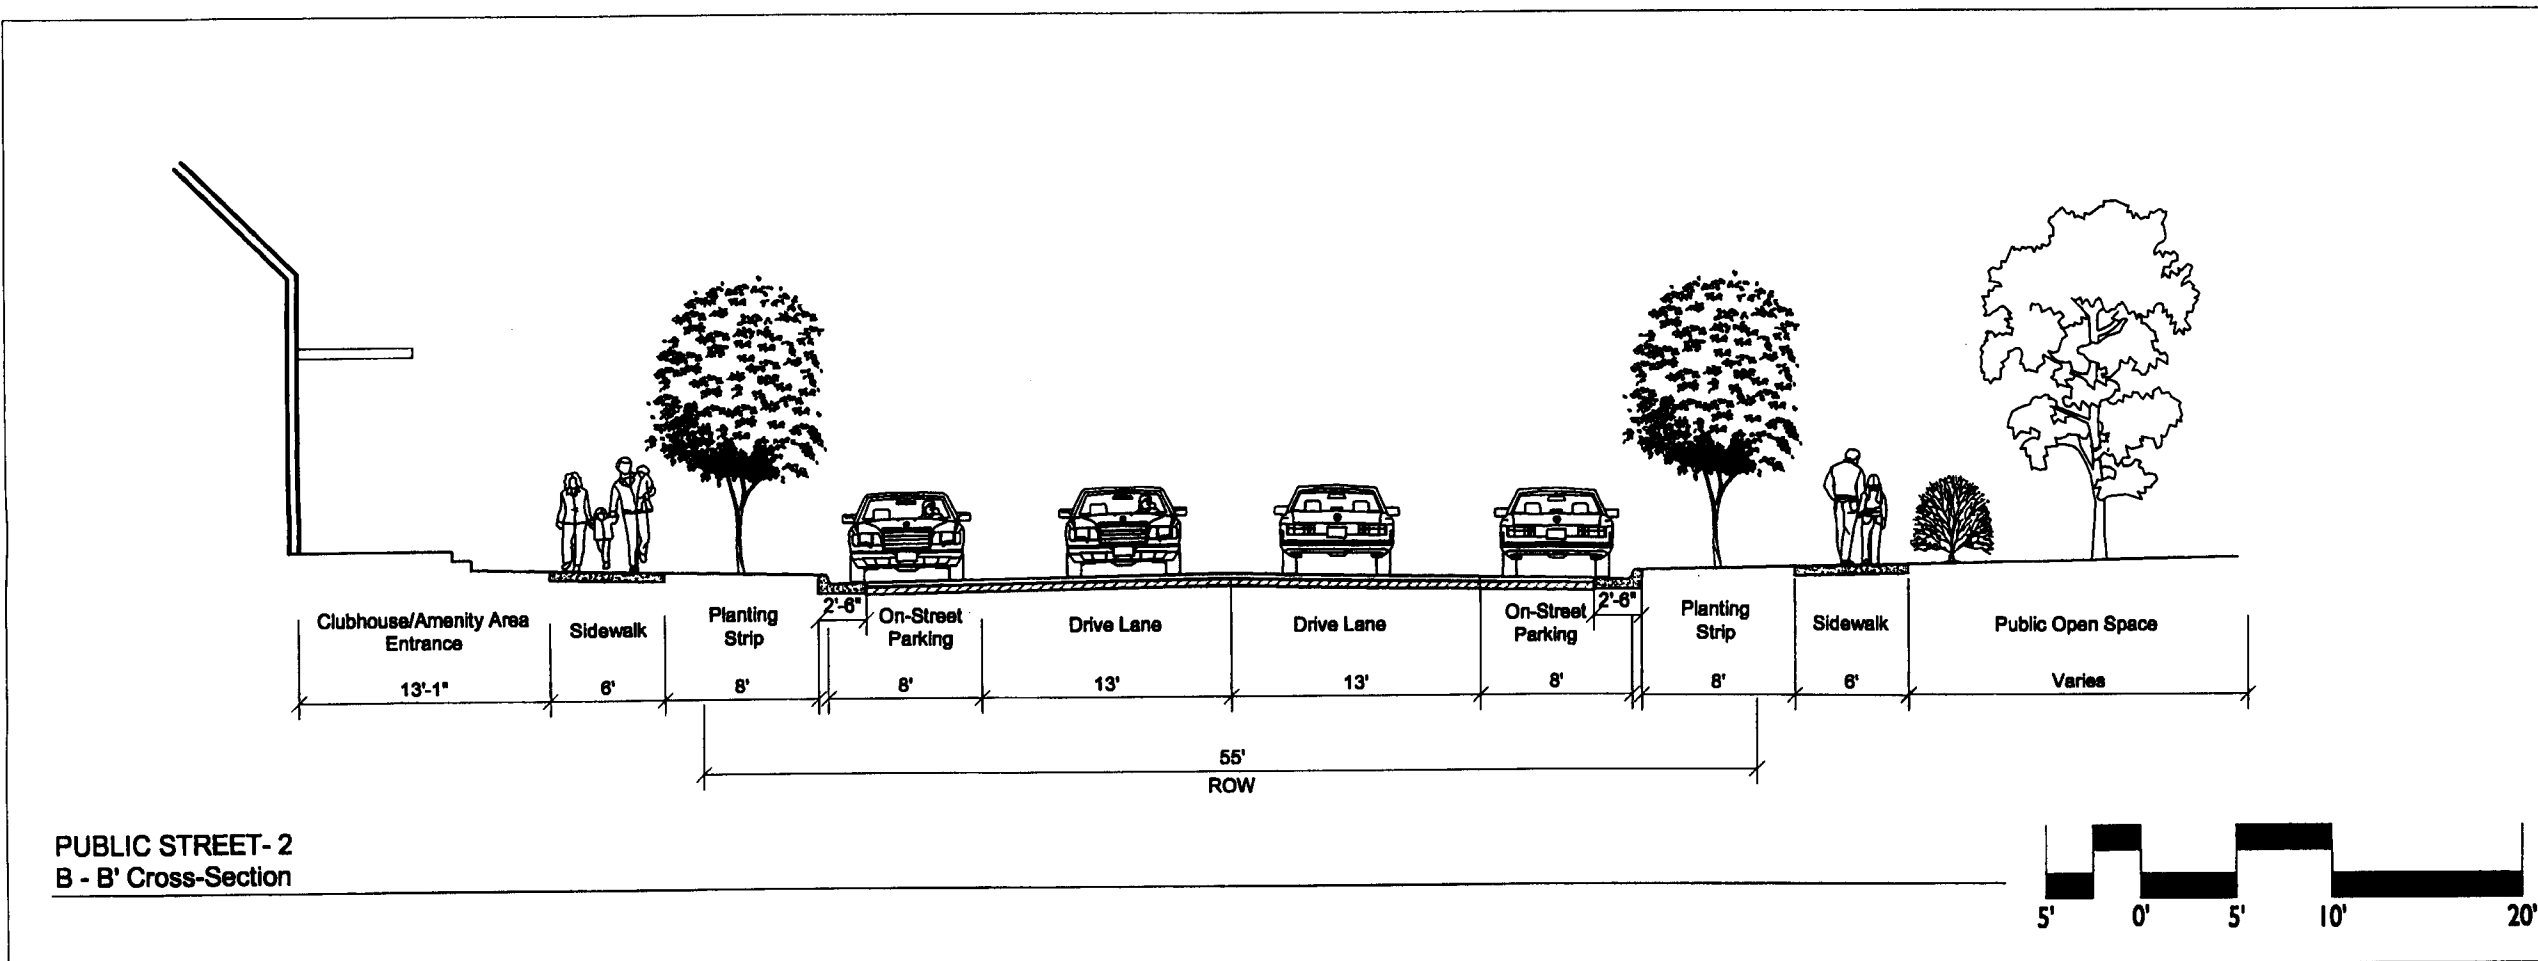 2'-6"
2'-6"
Clubhouse/Amenity Area
Entrance
Sidewalk
Planting
Strip
On-Street
Parking
Drive Lane
Drive Lane
On-Street
Parking
Planting
Strip
Sidewalk
Public Open Space
13'-1"
6'
8'
8'
13'
13'
8'
8'
6'
Varies
55'
ROW
PUBLIC STREET- 2
B - B' Cross-Section
5'
0'
5'
10'
20'